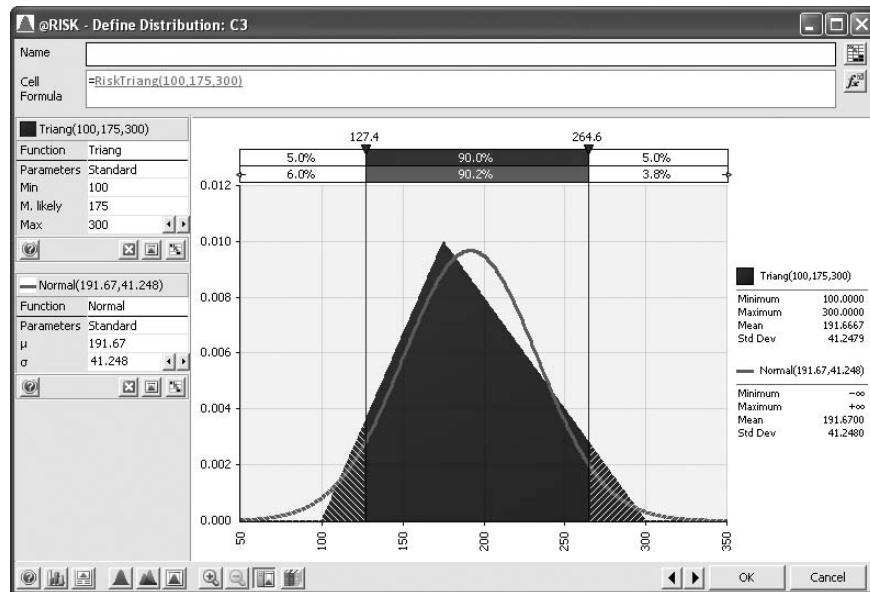 @RISK - Define Distribution: C3
Name
Cell Formula
=RiskTriang(100,175,300)
Triang(100,175,300)
Function Triang
Parameters Standard
Min 100
M. likely 175
Max 300
Normal(191.67,41.248)
Function Normal
Parameters Standard
μ 191.67
σ 41.248
127.4 264.6
5.0% 90.0% 5.0%
6.0% 90.2% 3.8%
0.012
0.010
0.008
0.006
0.004
0.002
0.000
50 100 150 200 250 300 350
Triang(100,175,300)
Minimum 100.0000
Maximum 300.0000
Mean 191.6667
Std Dev 41.2479
Normal(191.67,41.248)
Minimum -∞
Maximum +∞
Mean 191.6700
Std Dev 41.2480
OK Cancel